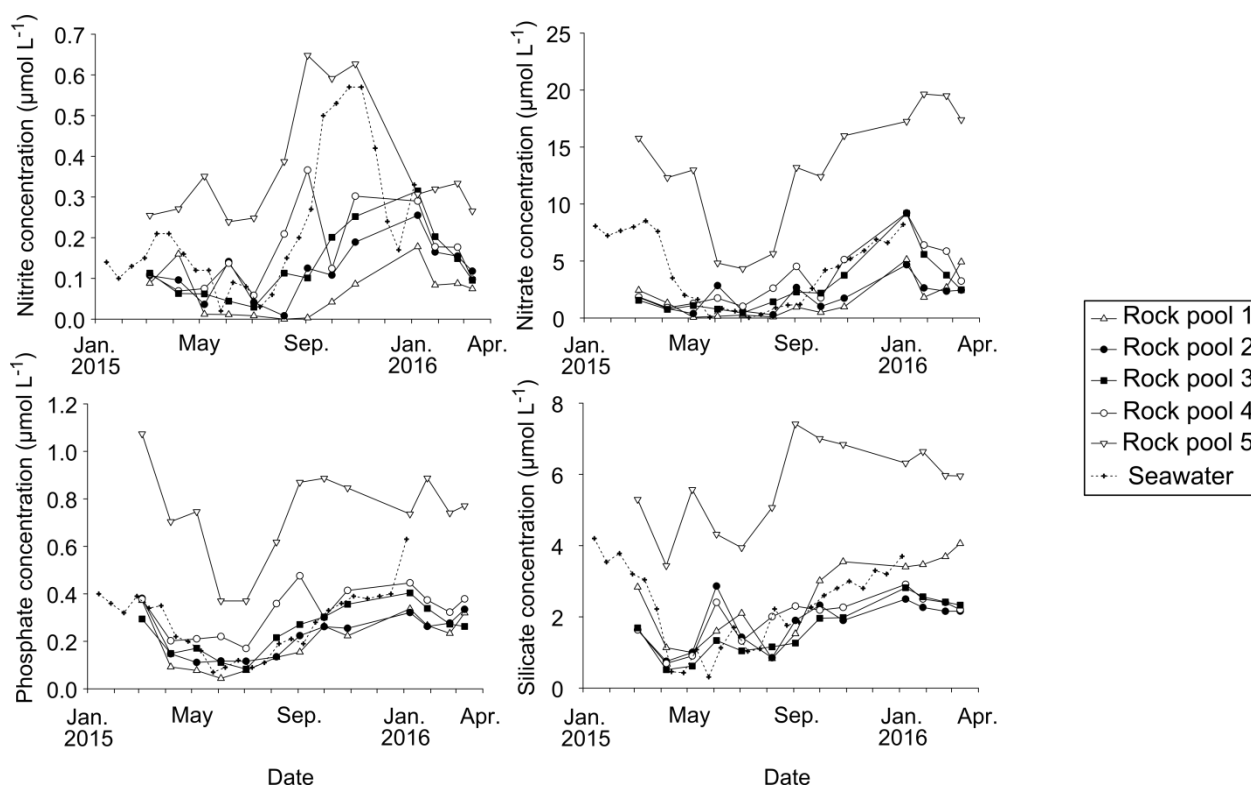 Nitrite concentration (µmol L⁻¹)
0.7
0.6
0.5
0.4
0.3
0.2
0.1
0.0
Jan. 2015
May
Sep.
Jan. 2016
Apr.
Nitrate concentration (µmol L⁻¹)
25
20
15
10
5
0
Jan. 2015
May
Sep.
Jan. 2016
Apr.
Phosphate concentration (µmol L⁻¹)
1.2
1.0
0.8
0.6
0.4
0.2
0.0
Jan. 2015
May
Sep.
Jan. 2016
Apr.
Date
Silicate concentration (µmol L⁻¹)
8
6
4
2
0
Jan. 2015
May
Sep.
Jan. 2016
Apr.
Date
Rock pool 1
Rock pool 2
Rock pool 3
Rock pool 4
Rock pool 5
Seawater